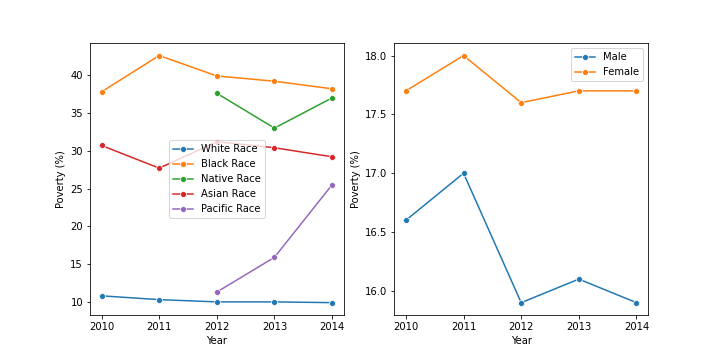 40
35
30
25
20
15
10
Poverty (%)
2010
2011
2012
2013
2014
Year
White Race
Black Race
Native Race
Asian Race
Pacific Race
18.0
17.5
17.0
16.5
16.0
Poverty (%)
2010
2011
2012
2013
2014
Year
Male
Female